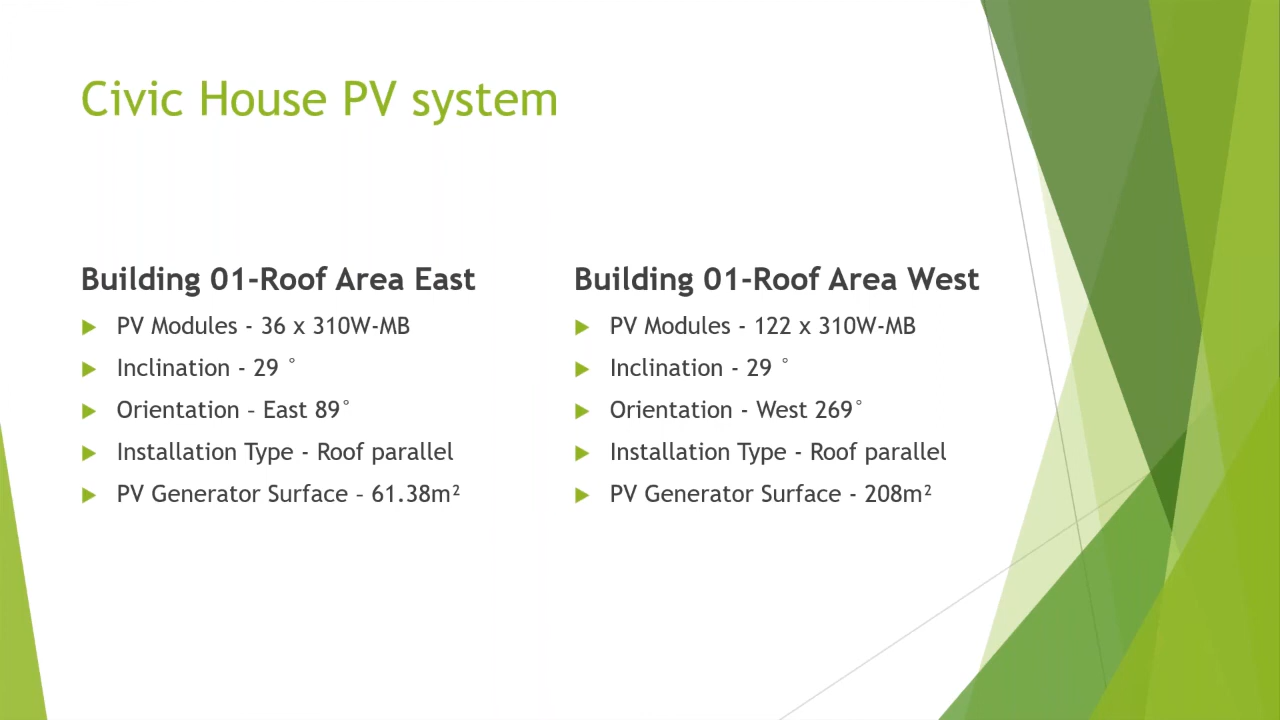 Civic House PV system
Building 01-Roof Area East
PV Modules - 36 x 310W-MB
Inclination - 29 °
Orientation – East 89°
Installation Type - Roof parallel
PV Generator Surface – 61.38m²
Building 01-Roof Area West
PV Modules - 122 x 310W-MB
Inclination - 29 °
Orientation - West 269°
Installation Type - Roof parallel
PV Generator Surface - 208m²